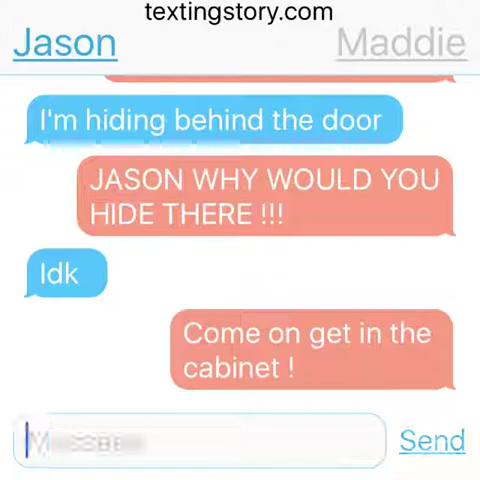 textingstory.com
Jason
Maddie
I'm hiding behind the door
JASON WHY WOULD YOU
HIDE THERE !!!
Idk
Come on get in the
cabinet !
Send